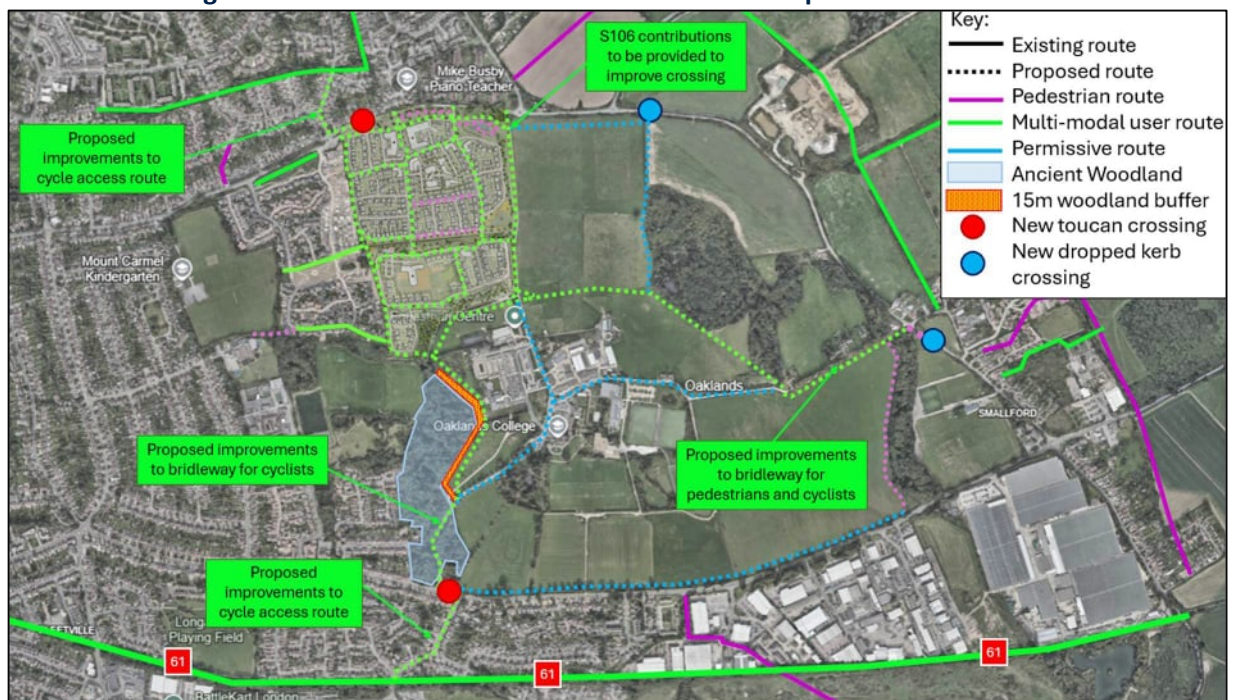 S106 contributions
to be provided to
improve crossing
Key:
Existing route
Proposed route
Pedestrian route
Multi-modal user route
Permissive route
Ancient Woodland
15m woodland buffer
New toucan crossing
New dropped kerb
crossing
Mike Busby
Piano Teacher
Proposed
improvements to
cycle access route
Mount Carmel
Kindergarten
Centre
Oaklands
SMALLFORD
Oaklands College
Proposed improvements
to bridleway for cyclists
Proposed improvements
to bridleway for
pedestrians and cyclists
Proposed
improvements to
cycle access route
Long
Playing Field
61
61
61
BattleKart London